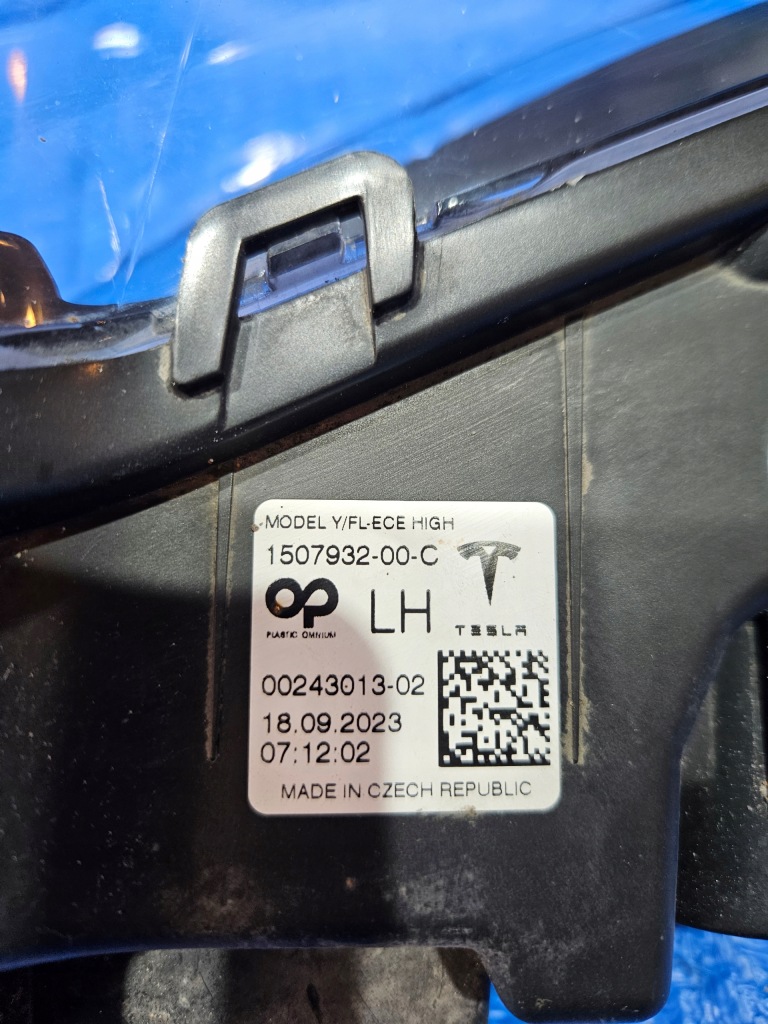 MODEL Y/FL-ECE HIGH
1507932-00-C
OP
PLASTIC OMNIUM
LH
TESLA
00243013-02
18.09.2023
07:12:02
MADE IN CZECH REPUBLIC